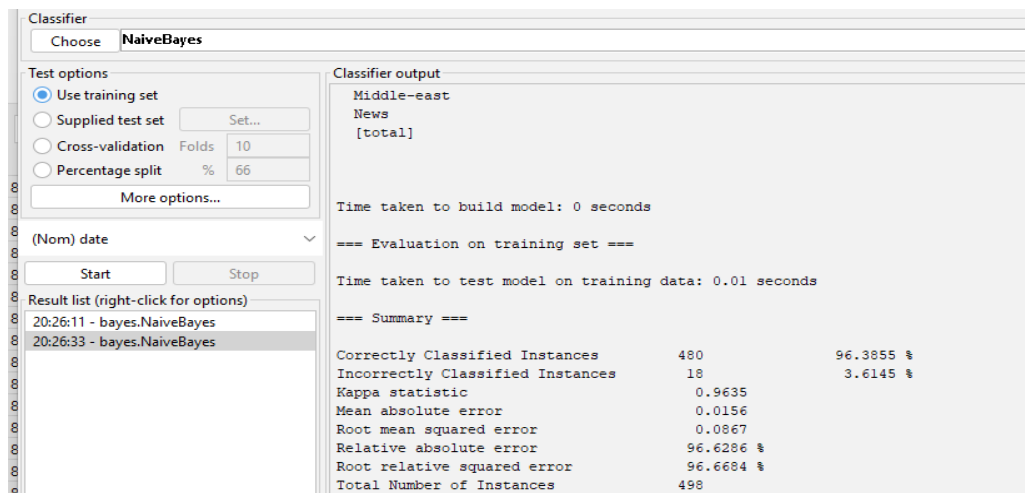 Classifier
Choose NaiveBayes
Test options
Use training set
Supplied test set Set...
Cross-validation Folds 10
Percentage split % 66
More options...
(Nom) date
Start Stop
Result list (right-click for options)
20:26:11 - bayes.NaiveBayes
20:26:33 - bayes.NaiveBayes
Classifier output
Middle-east
News
[total]
Time taken to build model: 0 seconds
=== Evaluation on training set ===
Time taken to test model on training data: 0.01 seconds
=== Summary ===
Correctly Classified Instances 480 96.3855 %
Incorrectly Classified Instances 18 3.6145 %
Kappa statistic 0.9635
Mean absolute error 0.0156
Root mean squared error 0.0867
Relative absolute error 96.6286 %
Root relative squared error 96.6684 %
Total Number of Instances 498